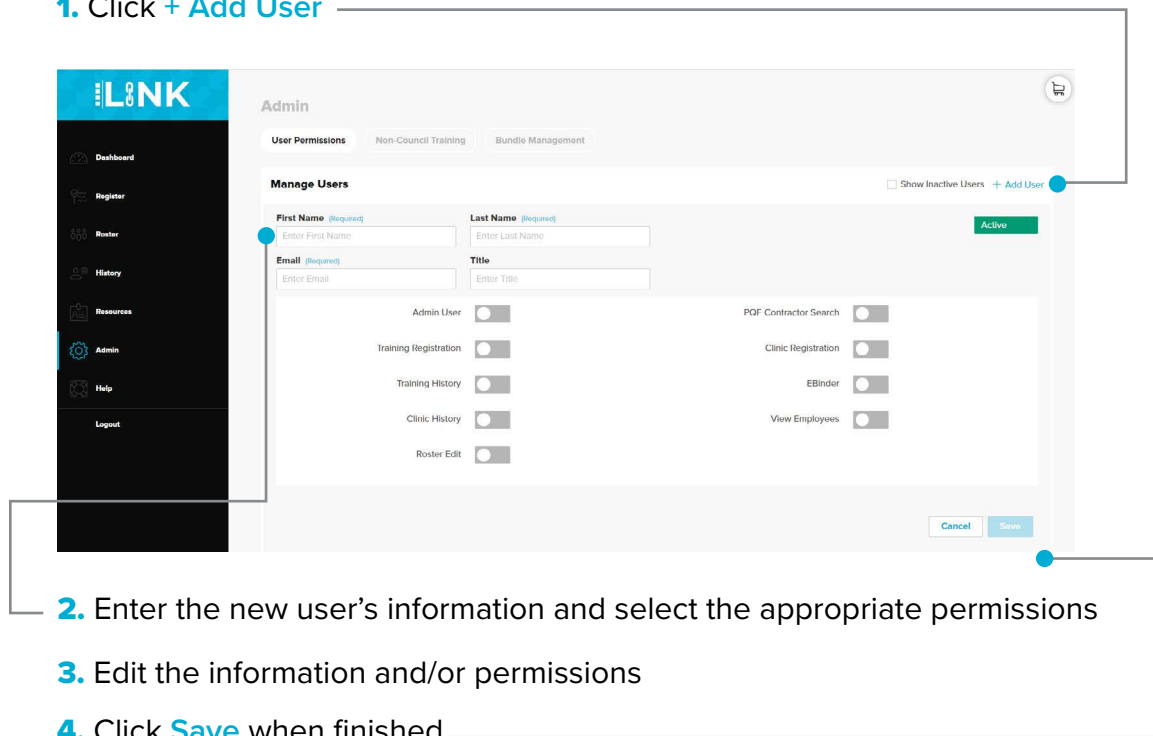 1. Click + Add User
LINK
Admin
User Permissions Non-Council Training Bundle Management
Dashboard
Register
Roster
History
Resources
Admin
Help
Logout
Manage Users
Show Inactive Users + Add User
First Name (Required) Last Name (Required)
Enter First Name Enter Last Name
Active
Email (Required) Title
Enter Email Enter Title
Admin User PQF Contractor Search
Training Registration Clinic Registration
Training History EBinder
Clinic History View Employees
Roster Edit
Cancel Save
2. Enter the new user's information and select the appropriate permissions
3. Edit the information and/or permissions
4. Click Save when finished